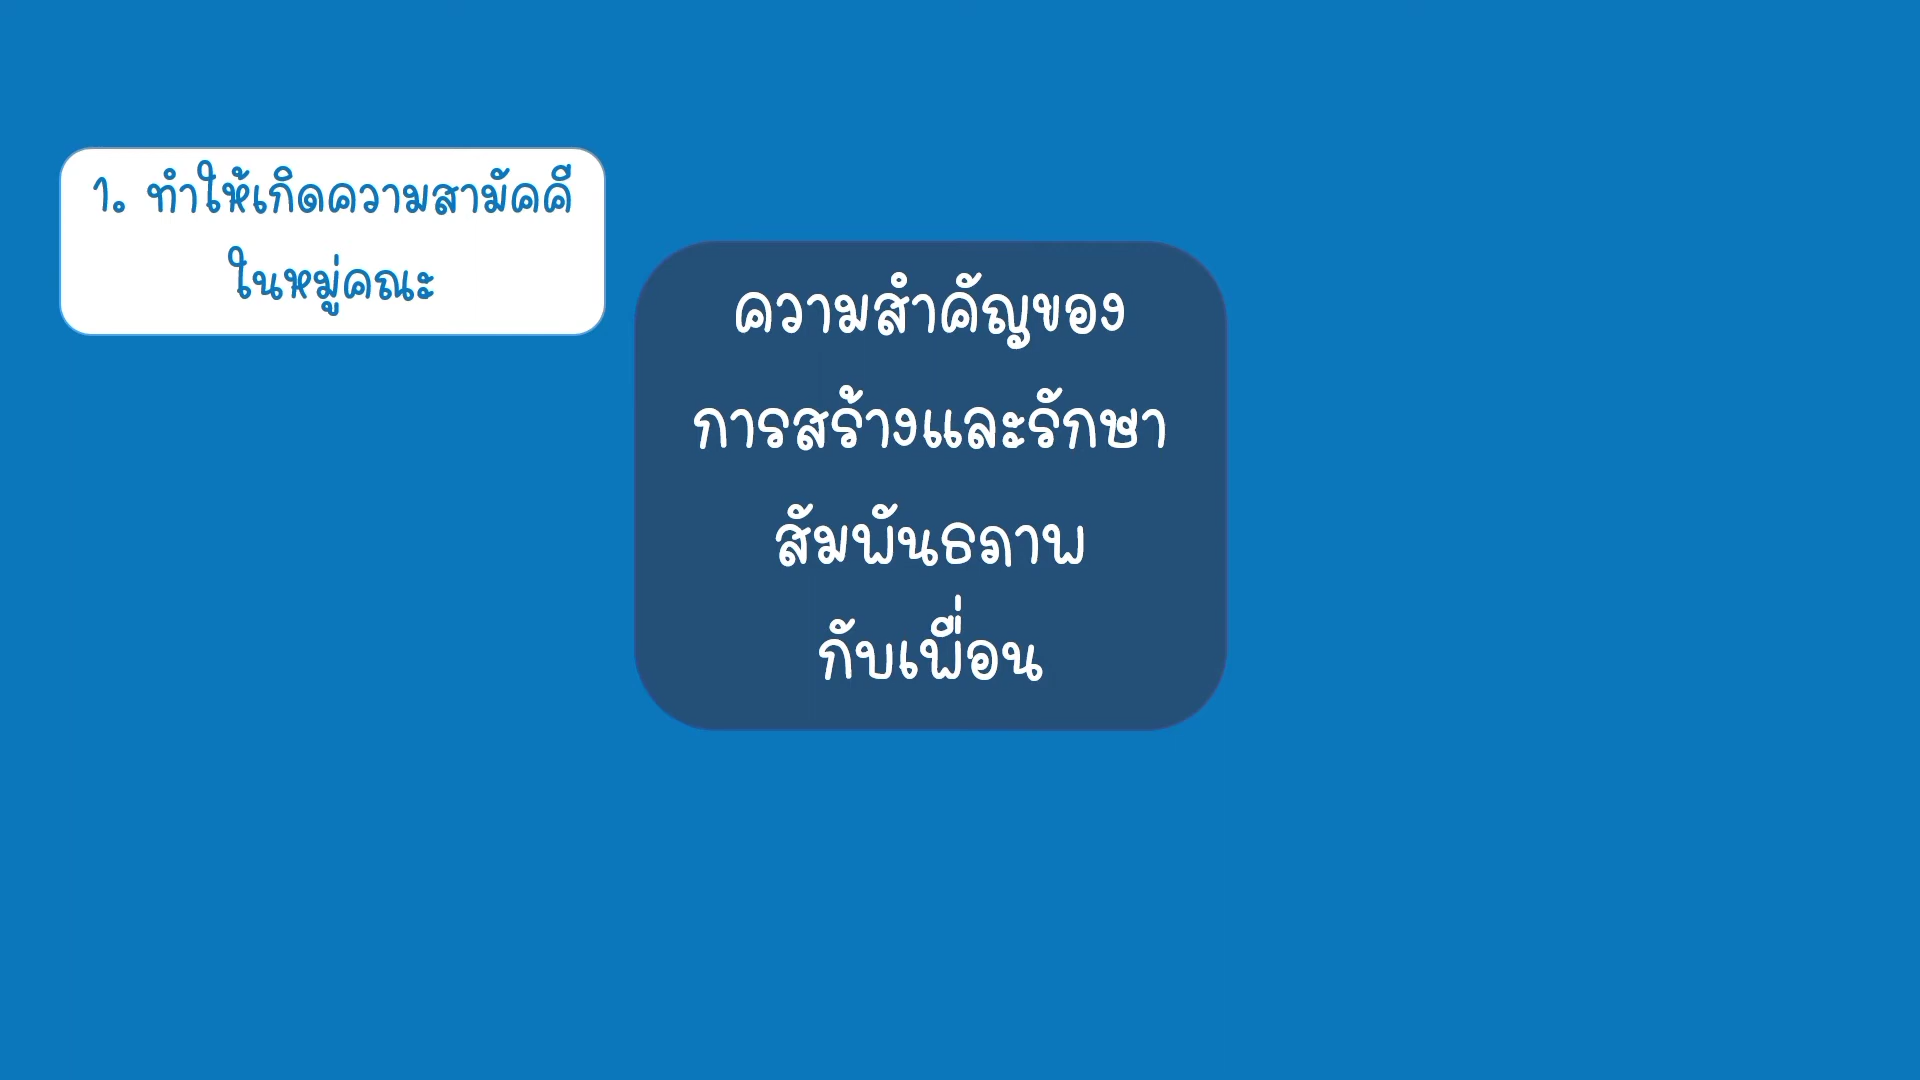 1. ทำให้เกิดความสามัคคี
ในหมู่คณะ
ความสำคัญของ
การสร้างและรักษา
สัมพันธภาพ
กับเพื่อน